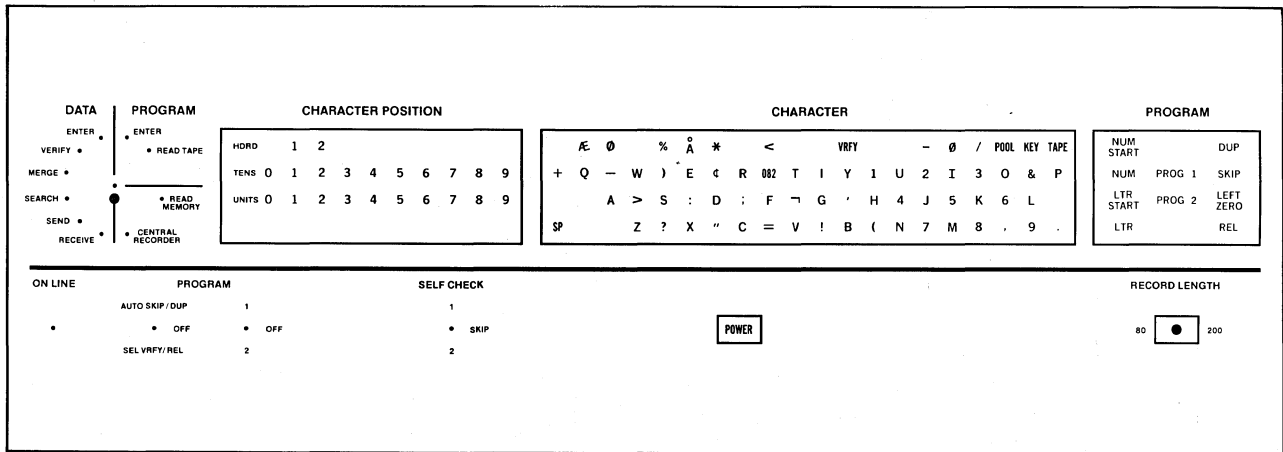 DATA PROGRAM CHARACTER POSITION CHARACTER PROGRAM
ENTER ENTER
VERIFY READ TAPE
MERGE
SEARCH READ MEMORY
SEND
RECEIVE CENTRAL RECORDER
HDRD 1 2
TENS 0 1 2 3 4 5 6 7 8 9
UNITS 0 1 2 3 4 5 6 7 8 9
Æ Ø % Å * < VRFY - Ø / POOL KEY TAPE
+ Q — W ) E ¢ R 082 T I Y 1 U 2 I 3 O & P
A > S : D ; F ¬ G ' H 4 J 5 K 6 L
SP Z ? X " C = V ! B ( N 7 M 8 , 9 .
NUM START DUP
NUM PROG 1 SKIP
LTR START PROG 2 LEFT ZERO
LTR REL
ON LINE PROGRAM SELF CHECK RECORD LENGTH
AUTO SKIP/DUP 1 1
OFF OFF SKIP POWER 80 200
SEL VRFY/REL 2 2